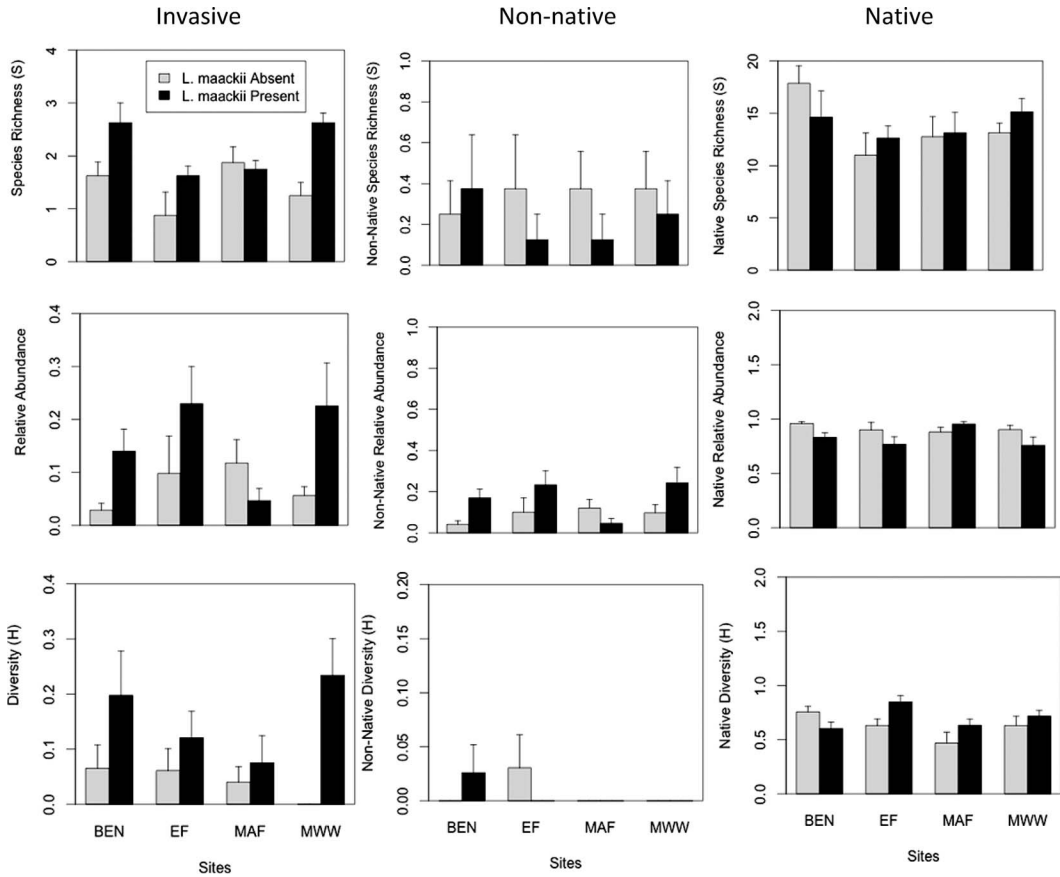 Invasive
Non-native
Native
Species Richness (S)
4
3
2
1
0
L. maackii Absent
L. maackii Present
Non-Native Species Richness (S)
1.0
0.8
0.6
0.4
0.2
0.0
Native Species Richness (S)
20
15
10
5
0
Relative Abundance
0.4
0.3
0.2
0.1
0.0
Non-Native Relative Abundance
1.0
0.8
0.6
0.4
0.2
0.0
Native Relative Abundance
2.0
1.5
1.0
0.5
0.0
Diversity (H)
0.4
0.3
0.2
0.1
0.0
BEN EF MAF MWW
Sites
Non-Native Diversity (H)
0.20
0.15
0.10
0.05
0.00
BEN EF MAF MWW
Sites
Native Diversity (H)
2.0
1.5
1.0
0.5
0.0
BEN EF MAF MWW
Sites